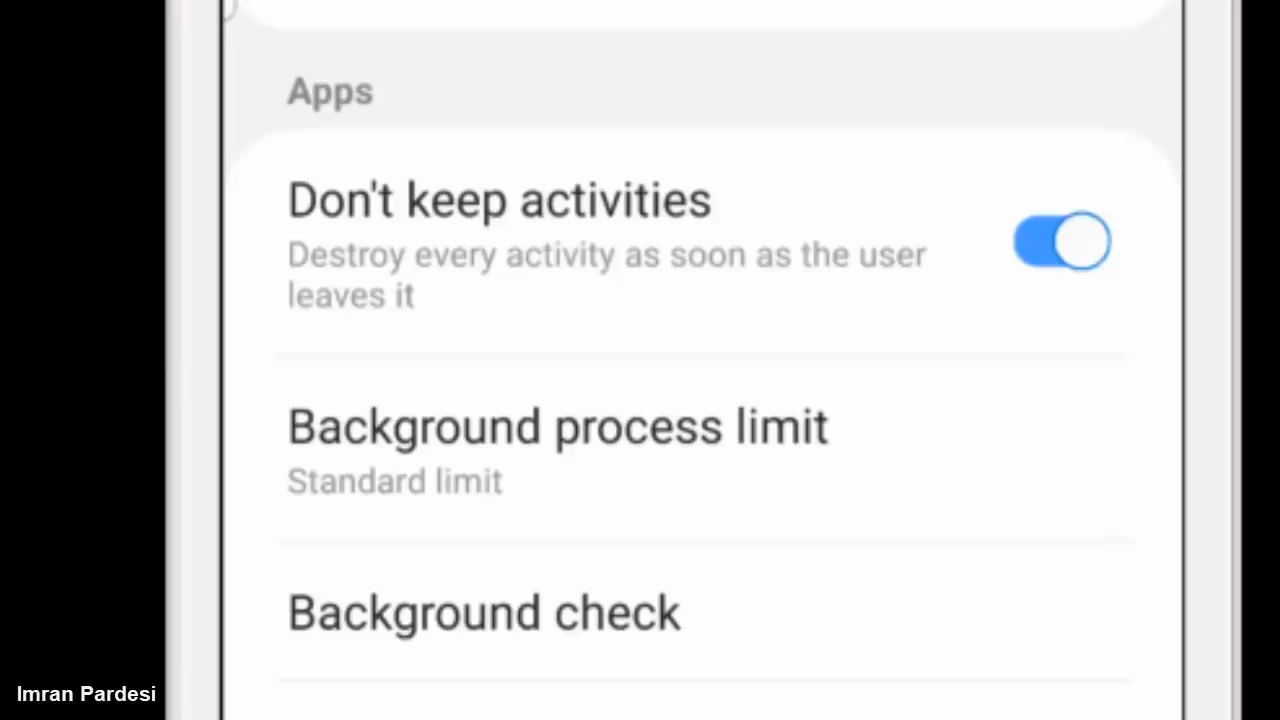 Apps
Don't keep activities
Destroy every activity as soon as the user
leaves it
Background process limit
Standard limit
Background check
Imran Pardesi